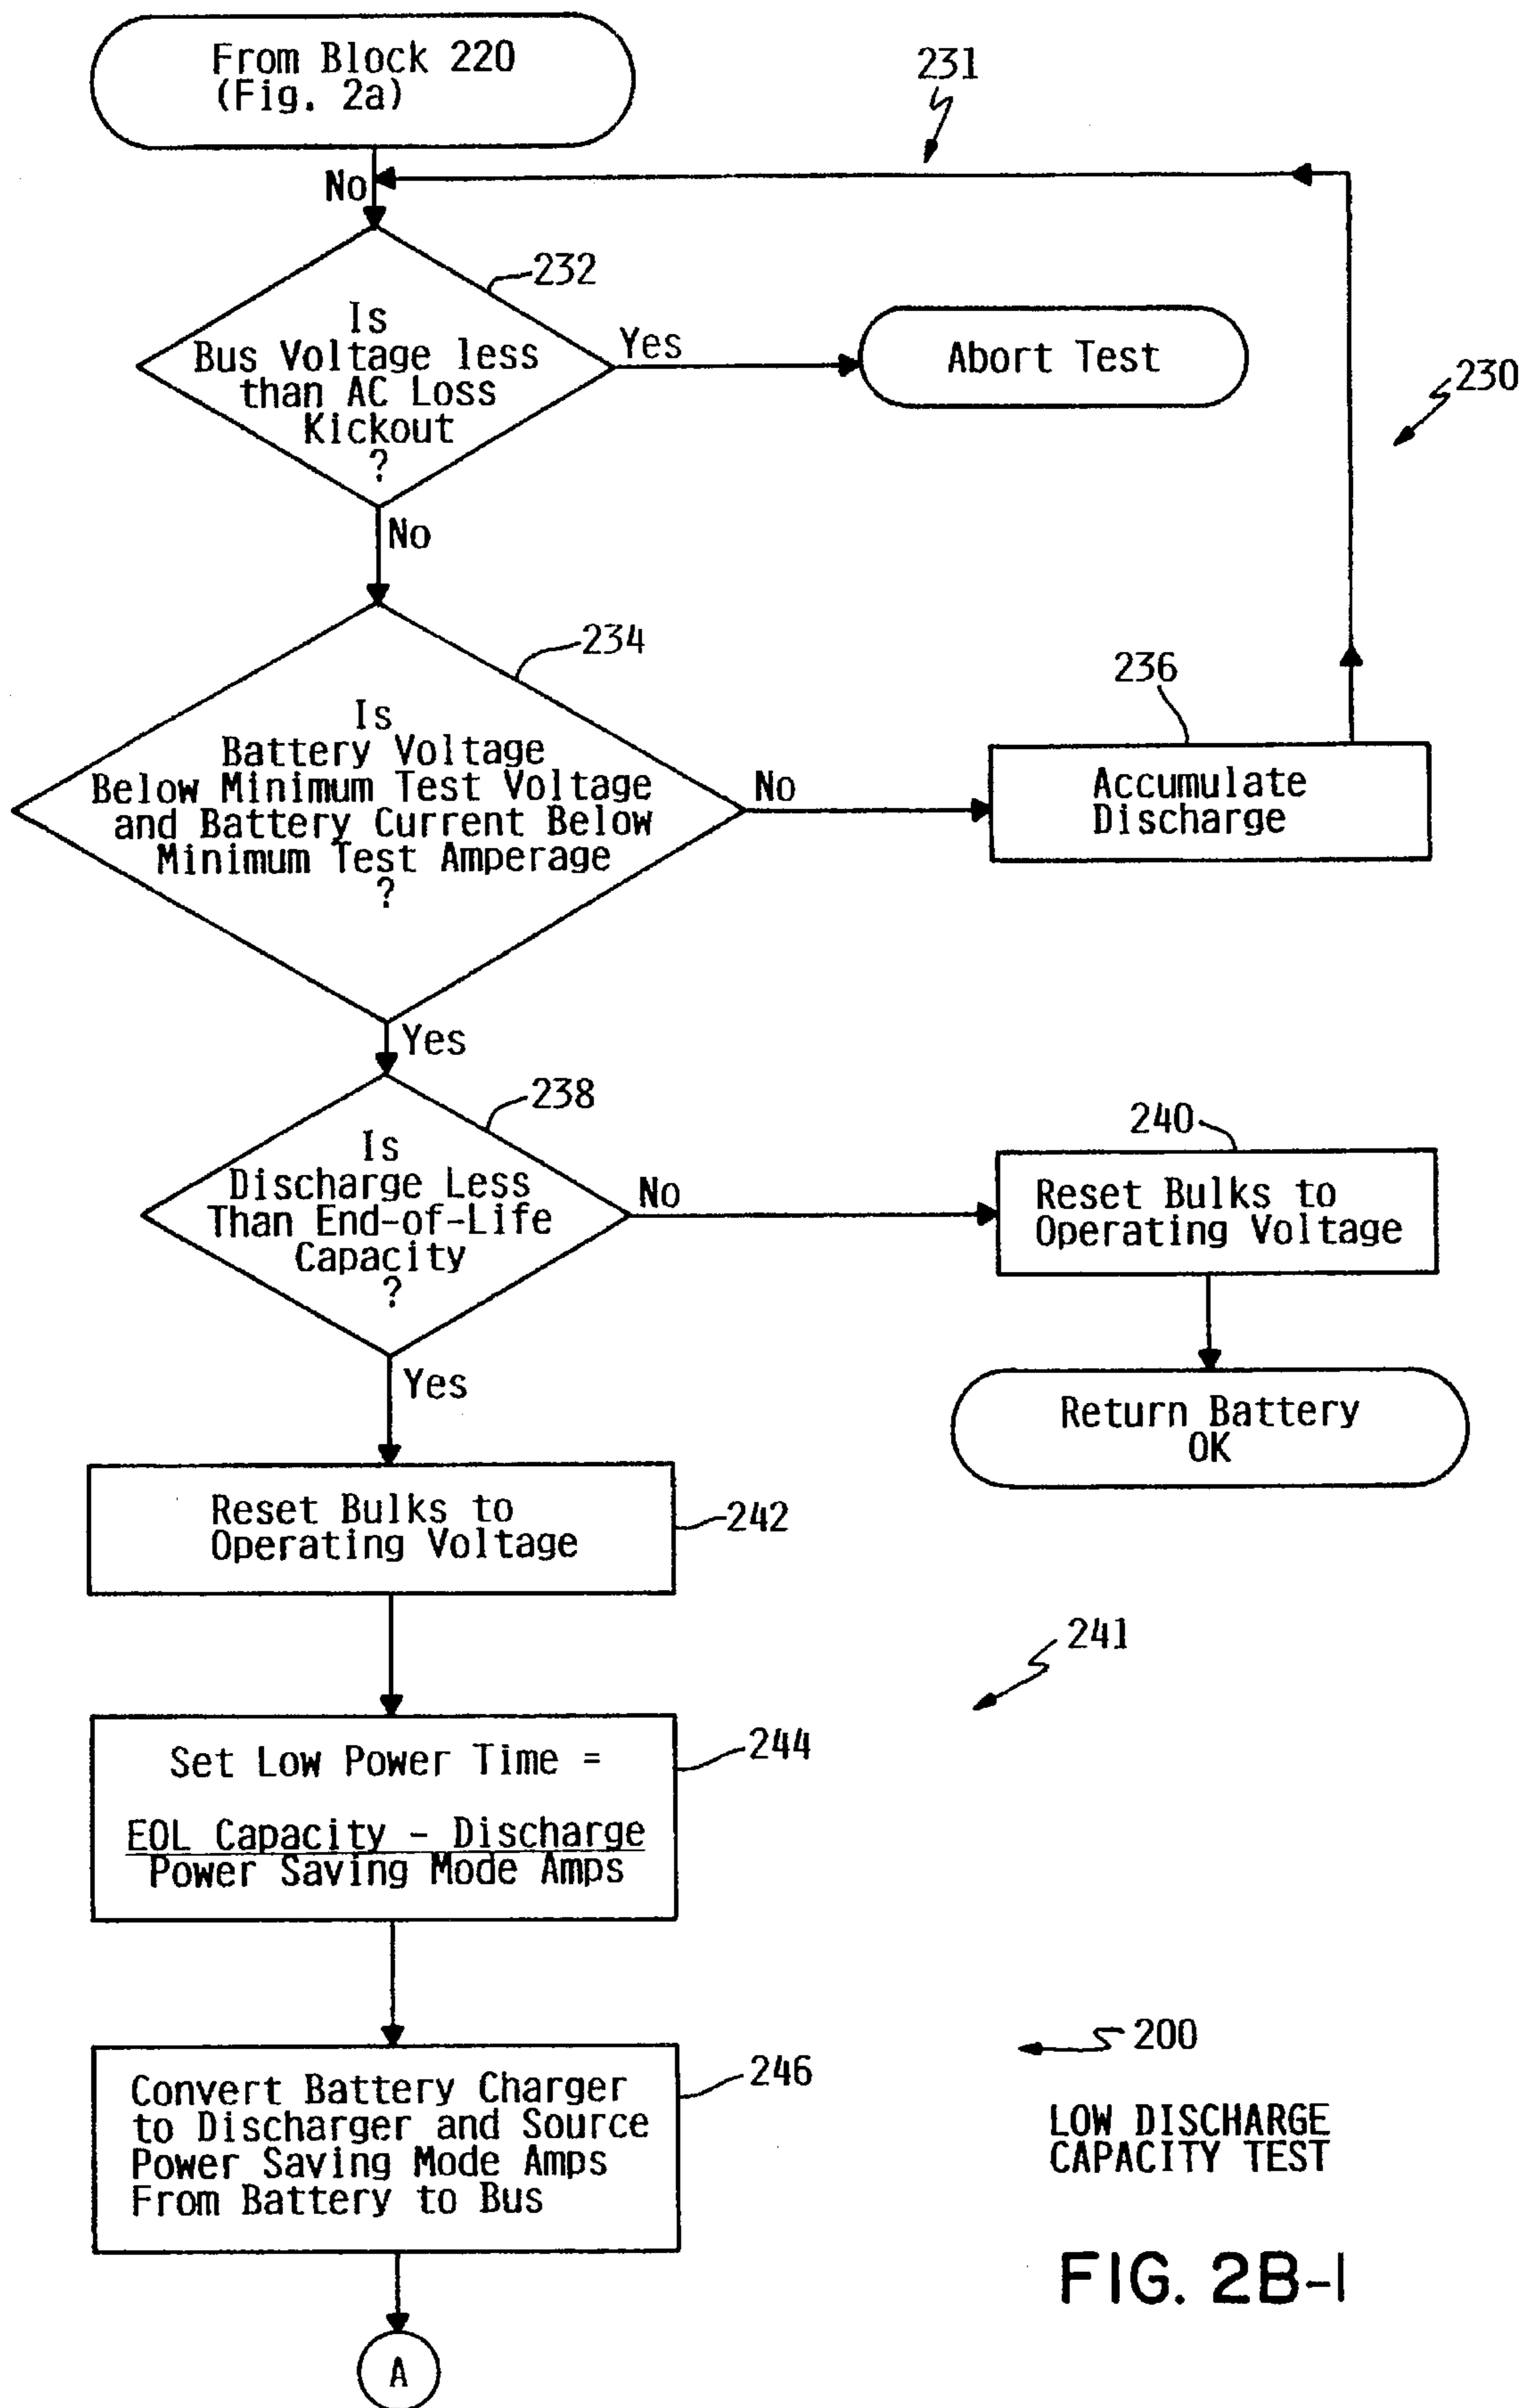 From Block 220
(Fig. 2a)
231
No
232
Is
Bus Voltage less
than AC Loss
Kickout
?
Yes
Abort Test
230
No
234
Is
Battery Voltage
Below Minimum Test Voltage
and Battery Current Below
Minimum Test Amperage
?
No
236
Accumulate
Discharge
Yes
238
Is
Discharge Less
Than End-of-Life
Capacity
?
No
240
Reset Bulks to
Operating Voltage
Return Battery
OK
Yes
Reset Bulks to
Operating Voltage
242
241
Set Low Power Time =
EOL Capacity - Discharge
Power Saving Mode Amps
244
Convert Battery Charger
to Discharger and Source
Power Saving Mode Amps
From Battery to Bus
246
200
LOW DISCHARGE
CAPACITY TEST
FIG. 2B-1
A